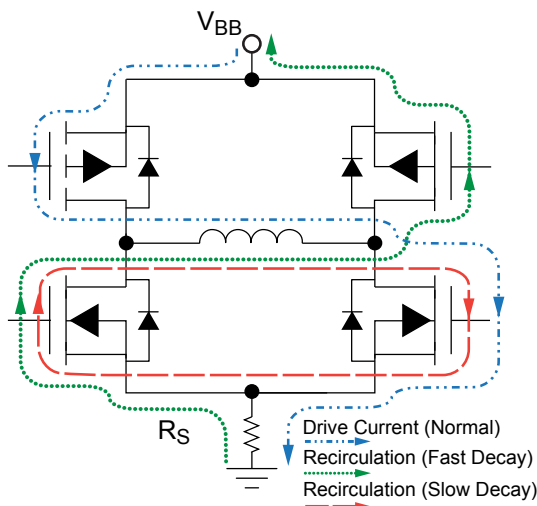 VBB
RS
Drive Current (Normal)
Recirculation (Fast Decay)
Recirculation (Slow Decay)